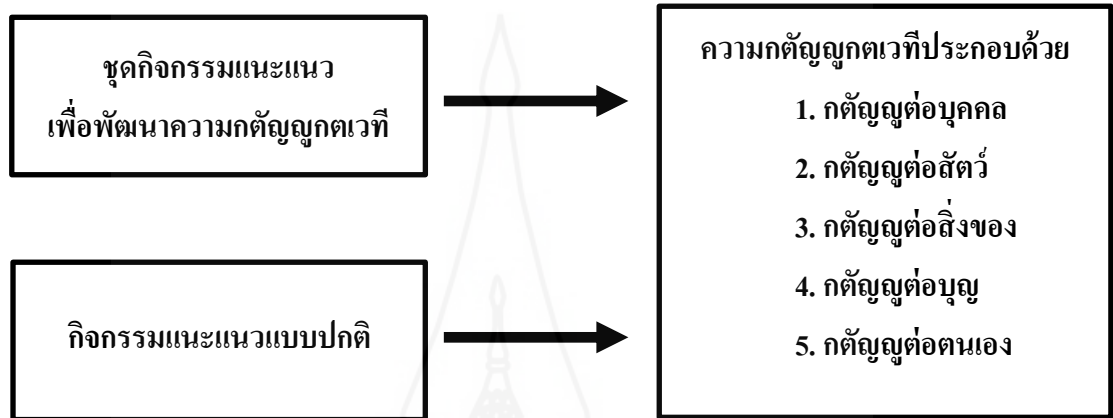 ชุดกิจกรรมแนะแนว
เพื่อพัฒนาความกตัญญูกตเวที
กิจกรรมแนะแนวแบบปกติ
ความกตัญญูกตเวทีประกอบด้วย
1. กตัญญูต่อบุคคล
2. กตัญญูต่อสัตว์
3. กตัญญูต่อสิ่งของ
4. กตัญญูต่อบุญ
5. กตัญญูต่อตนเอง